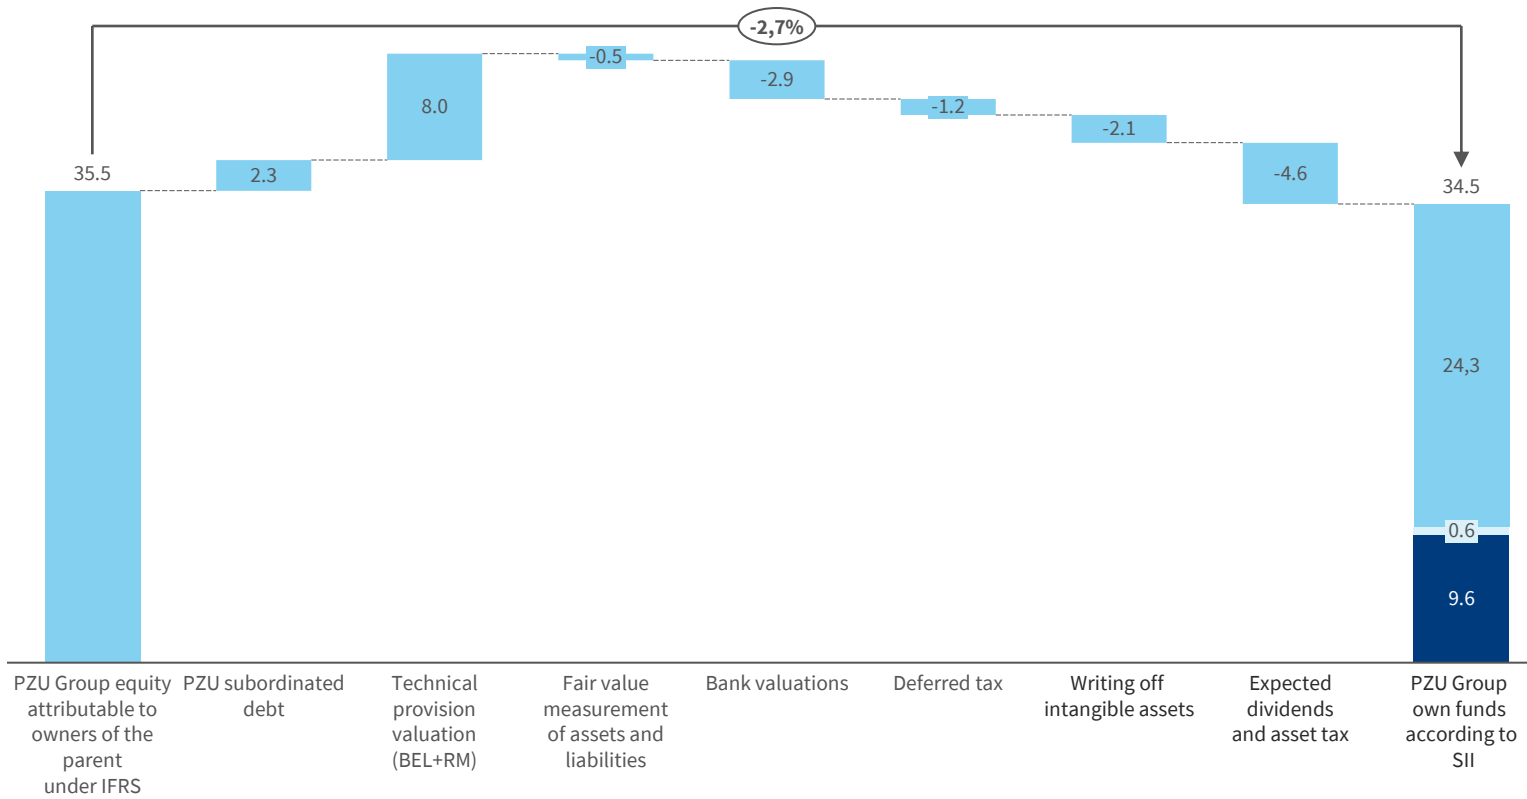 -2,7%
35.5
2.3
8.0
-0.5
-2.9
-1.2
-2.1
-4.6
34.5
24,3
0.6
9.6
PZU Group equity
attributable to
owners of the
parent
under IFRS
PZU subordinated
debt
Technical
provision
valuation
(BEL+RM)
Fair value
measurement
of assets and
liabilities
Bank valuations
Deferred tax
Writing off
intangible assets
Expected
dividends
and asset tax
PZU Group
own funds
according to
SII